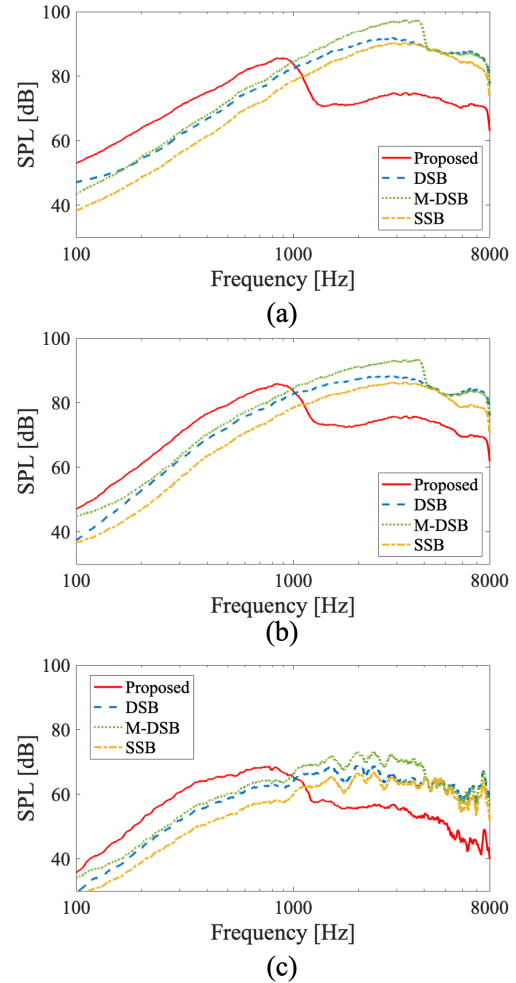 100
80
60
40
SPL [dB]
Proposed
DSB
M-DSB
SSB
100
1000
8000
Frequency [Hz]
(a)
100
80
60
40
SPL [dB]
Proposed
DSB
M-DSB
SSB
100
1000
8000
Frequency [Hz]
(b)
100
80
60
40
SPL [dB]
Proposed
DSB
M-DSB
SSB
100
1000
8000
Frequency [Hz]
(c)